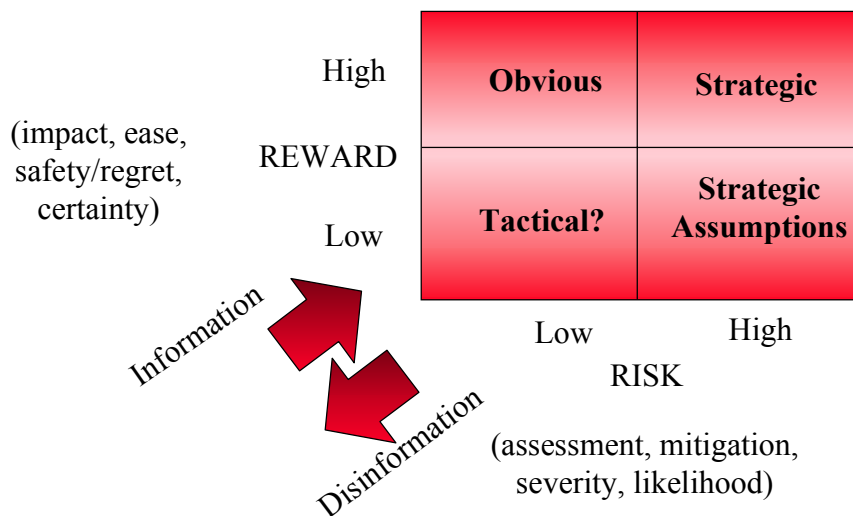 High
Obvious
Strategic
(impact, ease,
safety/regret,
certainty)
REWARD
Low
Tactical?
Strategic
Assumptions
Information
Disinformation
Low
High
RISK
(assessment, mitigation,
severity, likelihood)